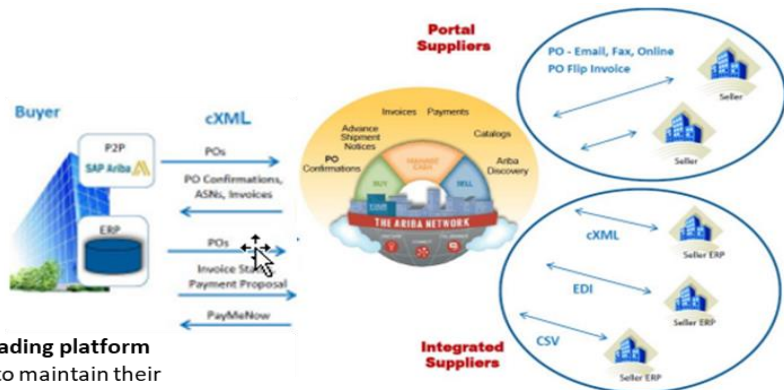 Portal
Suppliers
PO - Email, Fax, Online
PO Flip Invoice
Seller
Seller
Buyer
cXML
P2P
SAP Ariba
POs
PO Confirmations,
ASNs, Invoices
ERP
POs
Invoice
Payment Proposal
PayMeNow
Invoices Payments
Advance
Shipment
Notices
Catalogs
PO
Confirmations
Ariba
Discovery
BUY
SELL
THE ARIBA NETWORK
cXML
Seller ERP
EDI
Seller ERP
CSV
Seller ERP
Integrated
Suppliers
ading platform
to maintain their